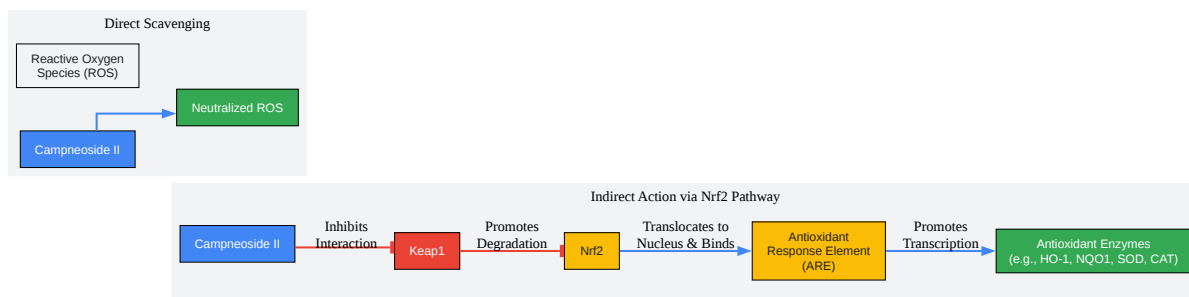 Direct Scavenging
Reactive Oxygen
Species (ROS)
Neutralized ROS
Campneoside II
Indirect Action via Nrf2 Pathway
Campneoside II
Inhibits
Interaction
Keap1
Promotes
Degradation
Nrf2
Translocates to
Nucleus & Binds
Antioxidant
Response Element
(ARE)
Promotes
Transcription
Antioxidant Enzymes
(e.g., HO-1, NQO1, SOD, CAT)